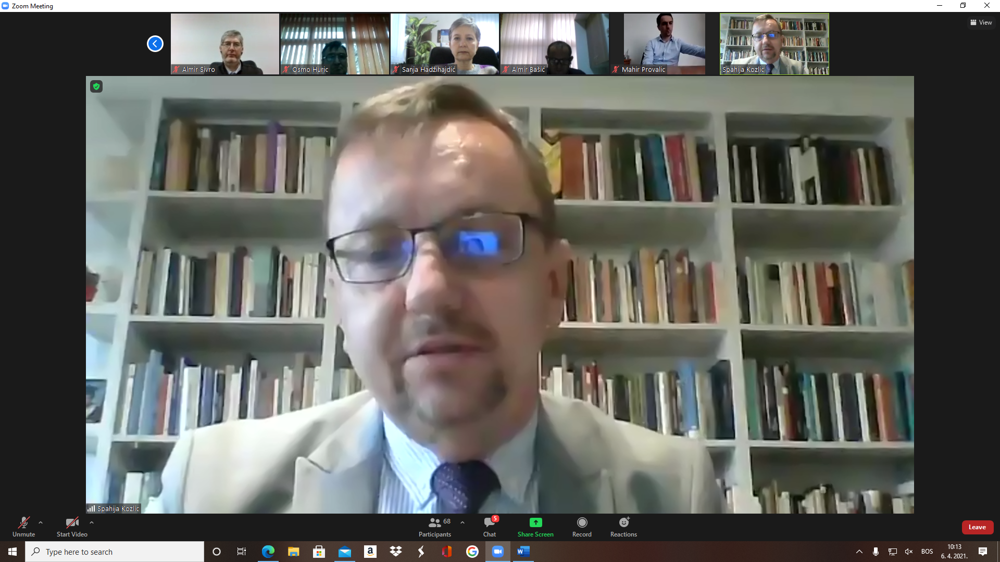 Zoom Meeting
View
Almir Sivro
Osmo Huric
Sanja Hadžihajdić
Almir Bašić
Mahir Provalic
Spahija Kozlic
Spahija Kozlic
Unmute
Start Video
68
Participants
5
Chat
Share Screen
Record
Reactions
Leave
Type here to search
BOS
10:13
6. 4. 2021.